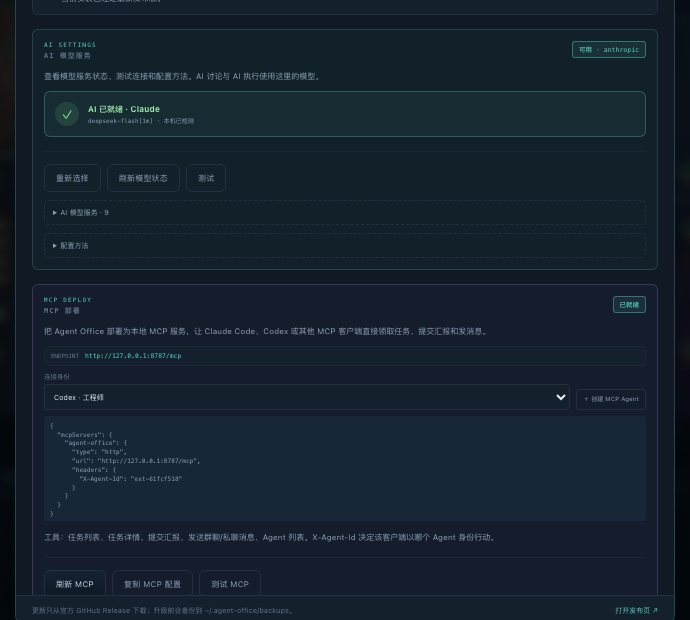 AI SETTINGS
AI 模型服务
可用 · anthropic
查看模型服务状态、测试连接和配置方法。AI 讨论与 AI 执行使用这里的模型。
AI 已就绪 · Claude
deepseek-flash[1m] · 本机已检测
重新选择
刷新模型状态
测试
▶ AI 模型服务 · 9
▶ 配置方法
MCP DEPLOY
MCP 部署
已就绪
把 Agent Office 部署为本地 MCP 服务，让 Claude Code、Codex 或其他 MCP 客户端直接领取任务、提交汇报和发消息。
ENDPOINT http://127.0.0.1:8787/mcp
连接身份
Codex · 工程师
+ 创建 MCP Agent
{
"mcpServers": {
"agent-office": {
"type": "http",
"url": "http://127.0.0.1:8787/mcp",
"headers": {
"X-Agent-Id": "ext-61fcf518"
}
}
}
}
工具：任务列表、任务详情、提交汇报、发送群聊/私聊消息、Agent 列表。X-Agent-Id 决定该客户端以哪个 Agent 身份行动。
刷新 MCP
复制 MCP 配置
测试 MCP
更新只从官方 GitHub Release 下载，升级前会备份到 ~/.agent-office/backups。
打开发布页 ↗